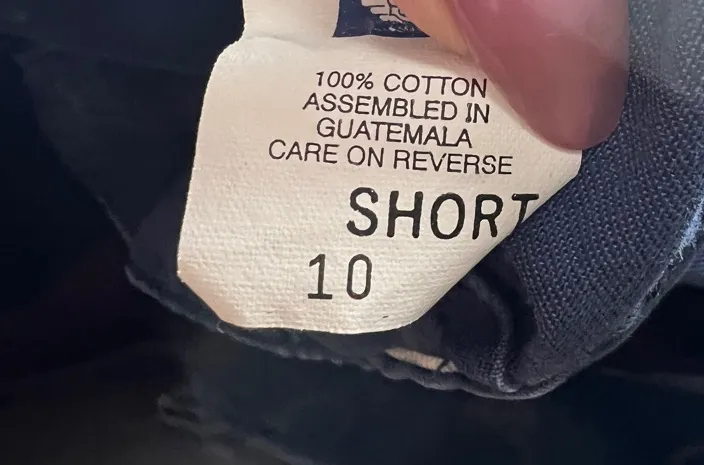 100% COTTON
ASSEMBLED IN
GUATEMALA
CARE ON REVERSE
SHORT
10